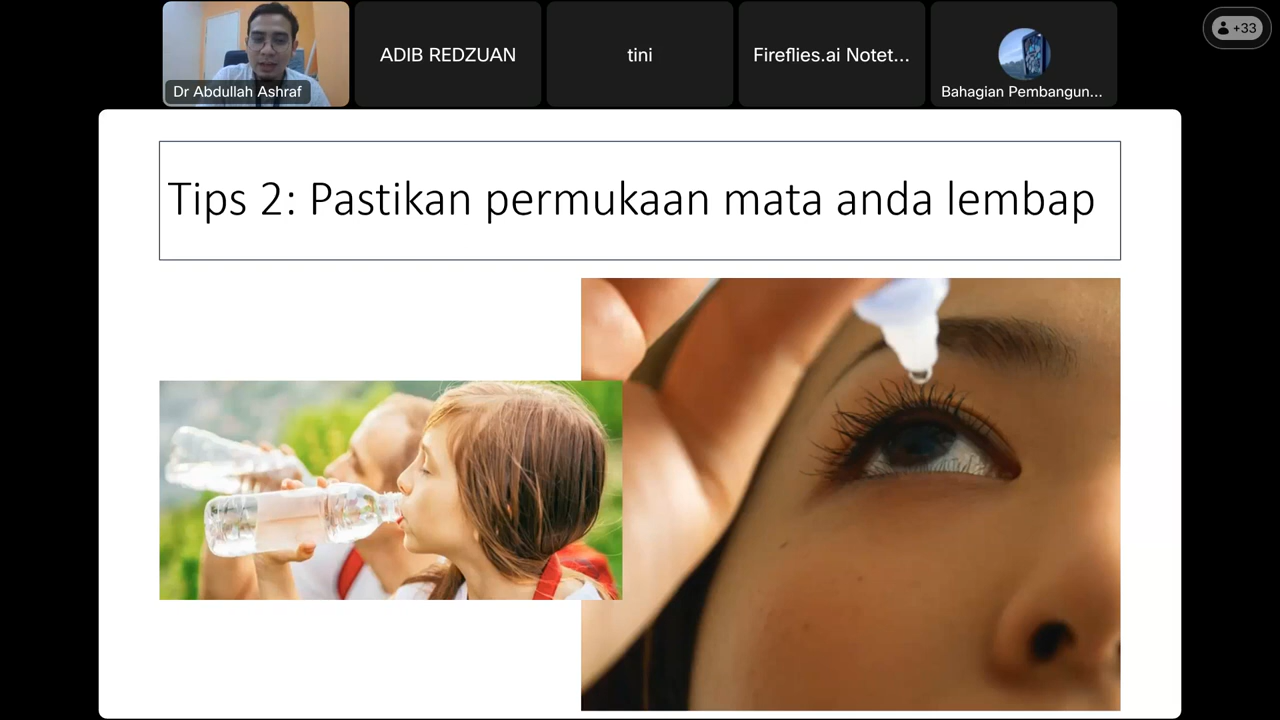 Dr Abdullah Ashraf
ADIB REDZUAN
tini
Fireflies.ai Notet...
Bahagian Pembangun...
+33
Tips 2: Pastikan permukaan mata anda lembap